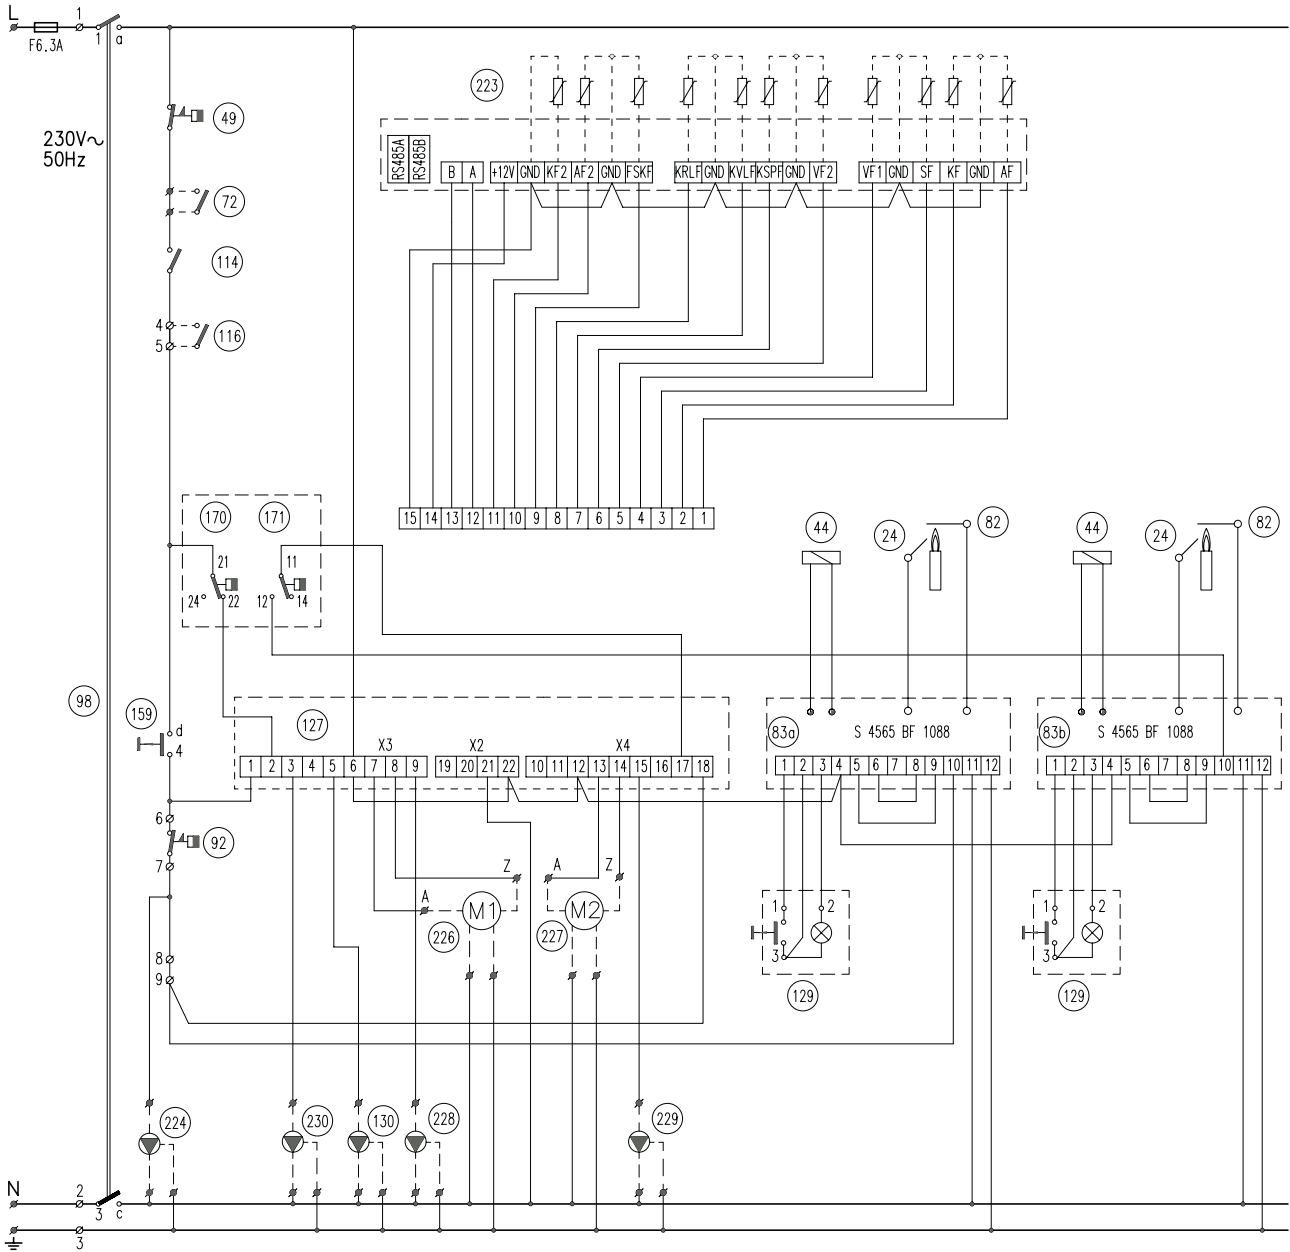 L
1
F6.3A
1 a
223
49
230V~
50Hz
RS485A
RS485B
B A +12V GND KF2 AF2 GND FSKF KRLF GND KVLF KSPF GND VF2 VF1 GND SF KF GND AF
72
114
4
5
116
15 14 13 12 11 10 9 8 7 6 5 4 3 2 1
170 171
44 24 82 44 24 82
21 11
24 22 12 14
98
159
d
4
127
83a S 4565 BF 1088
83b S 4565 BF 1088
X3 X2 X4
1 2 3 4 5 6 7 8 9 19 20 21 22 10 11 12 13 14 15 16 17 18
1 2 3 4 5 6 7 8 9 10 11 12
1 2 3 4 5 6 7 8 9 10 11 12
6
92
7
Z A Z
A
M1 M2
226 227
1 2 1 2
3 3
129 129
8
9
224 230 130 228 229
N
2
3 c
3